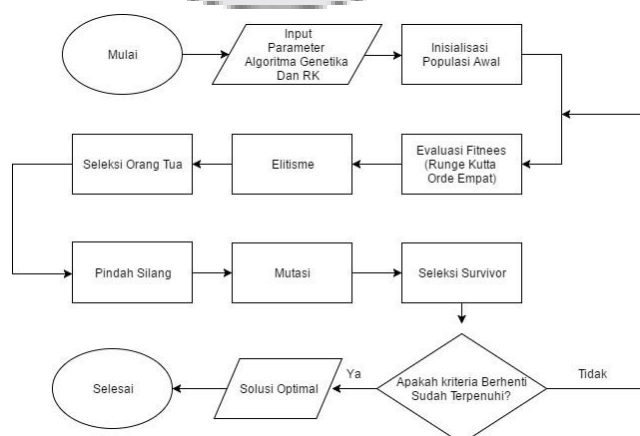 Mulai
Input
Parameter
Algoritma Genetika
Dan RK
Inisialisasi
Populasi Awal
Seleksi Orang Tua
Elitisme
Evaluasi Fitnees
(Runge Kutta
Orde Empat)
Pindah Silang
Mutasi
Seleksi Survivor
Selesai
Solusi Optimal
Ya
Apakah kriteria Berhenti
Sudah Terpenuhi?
Tidak